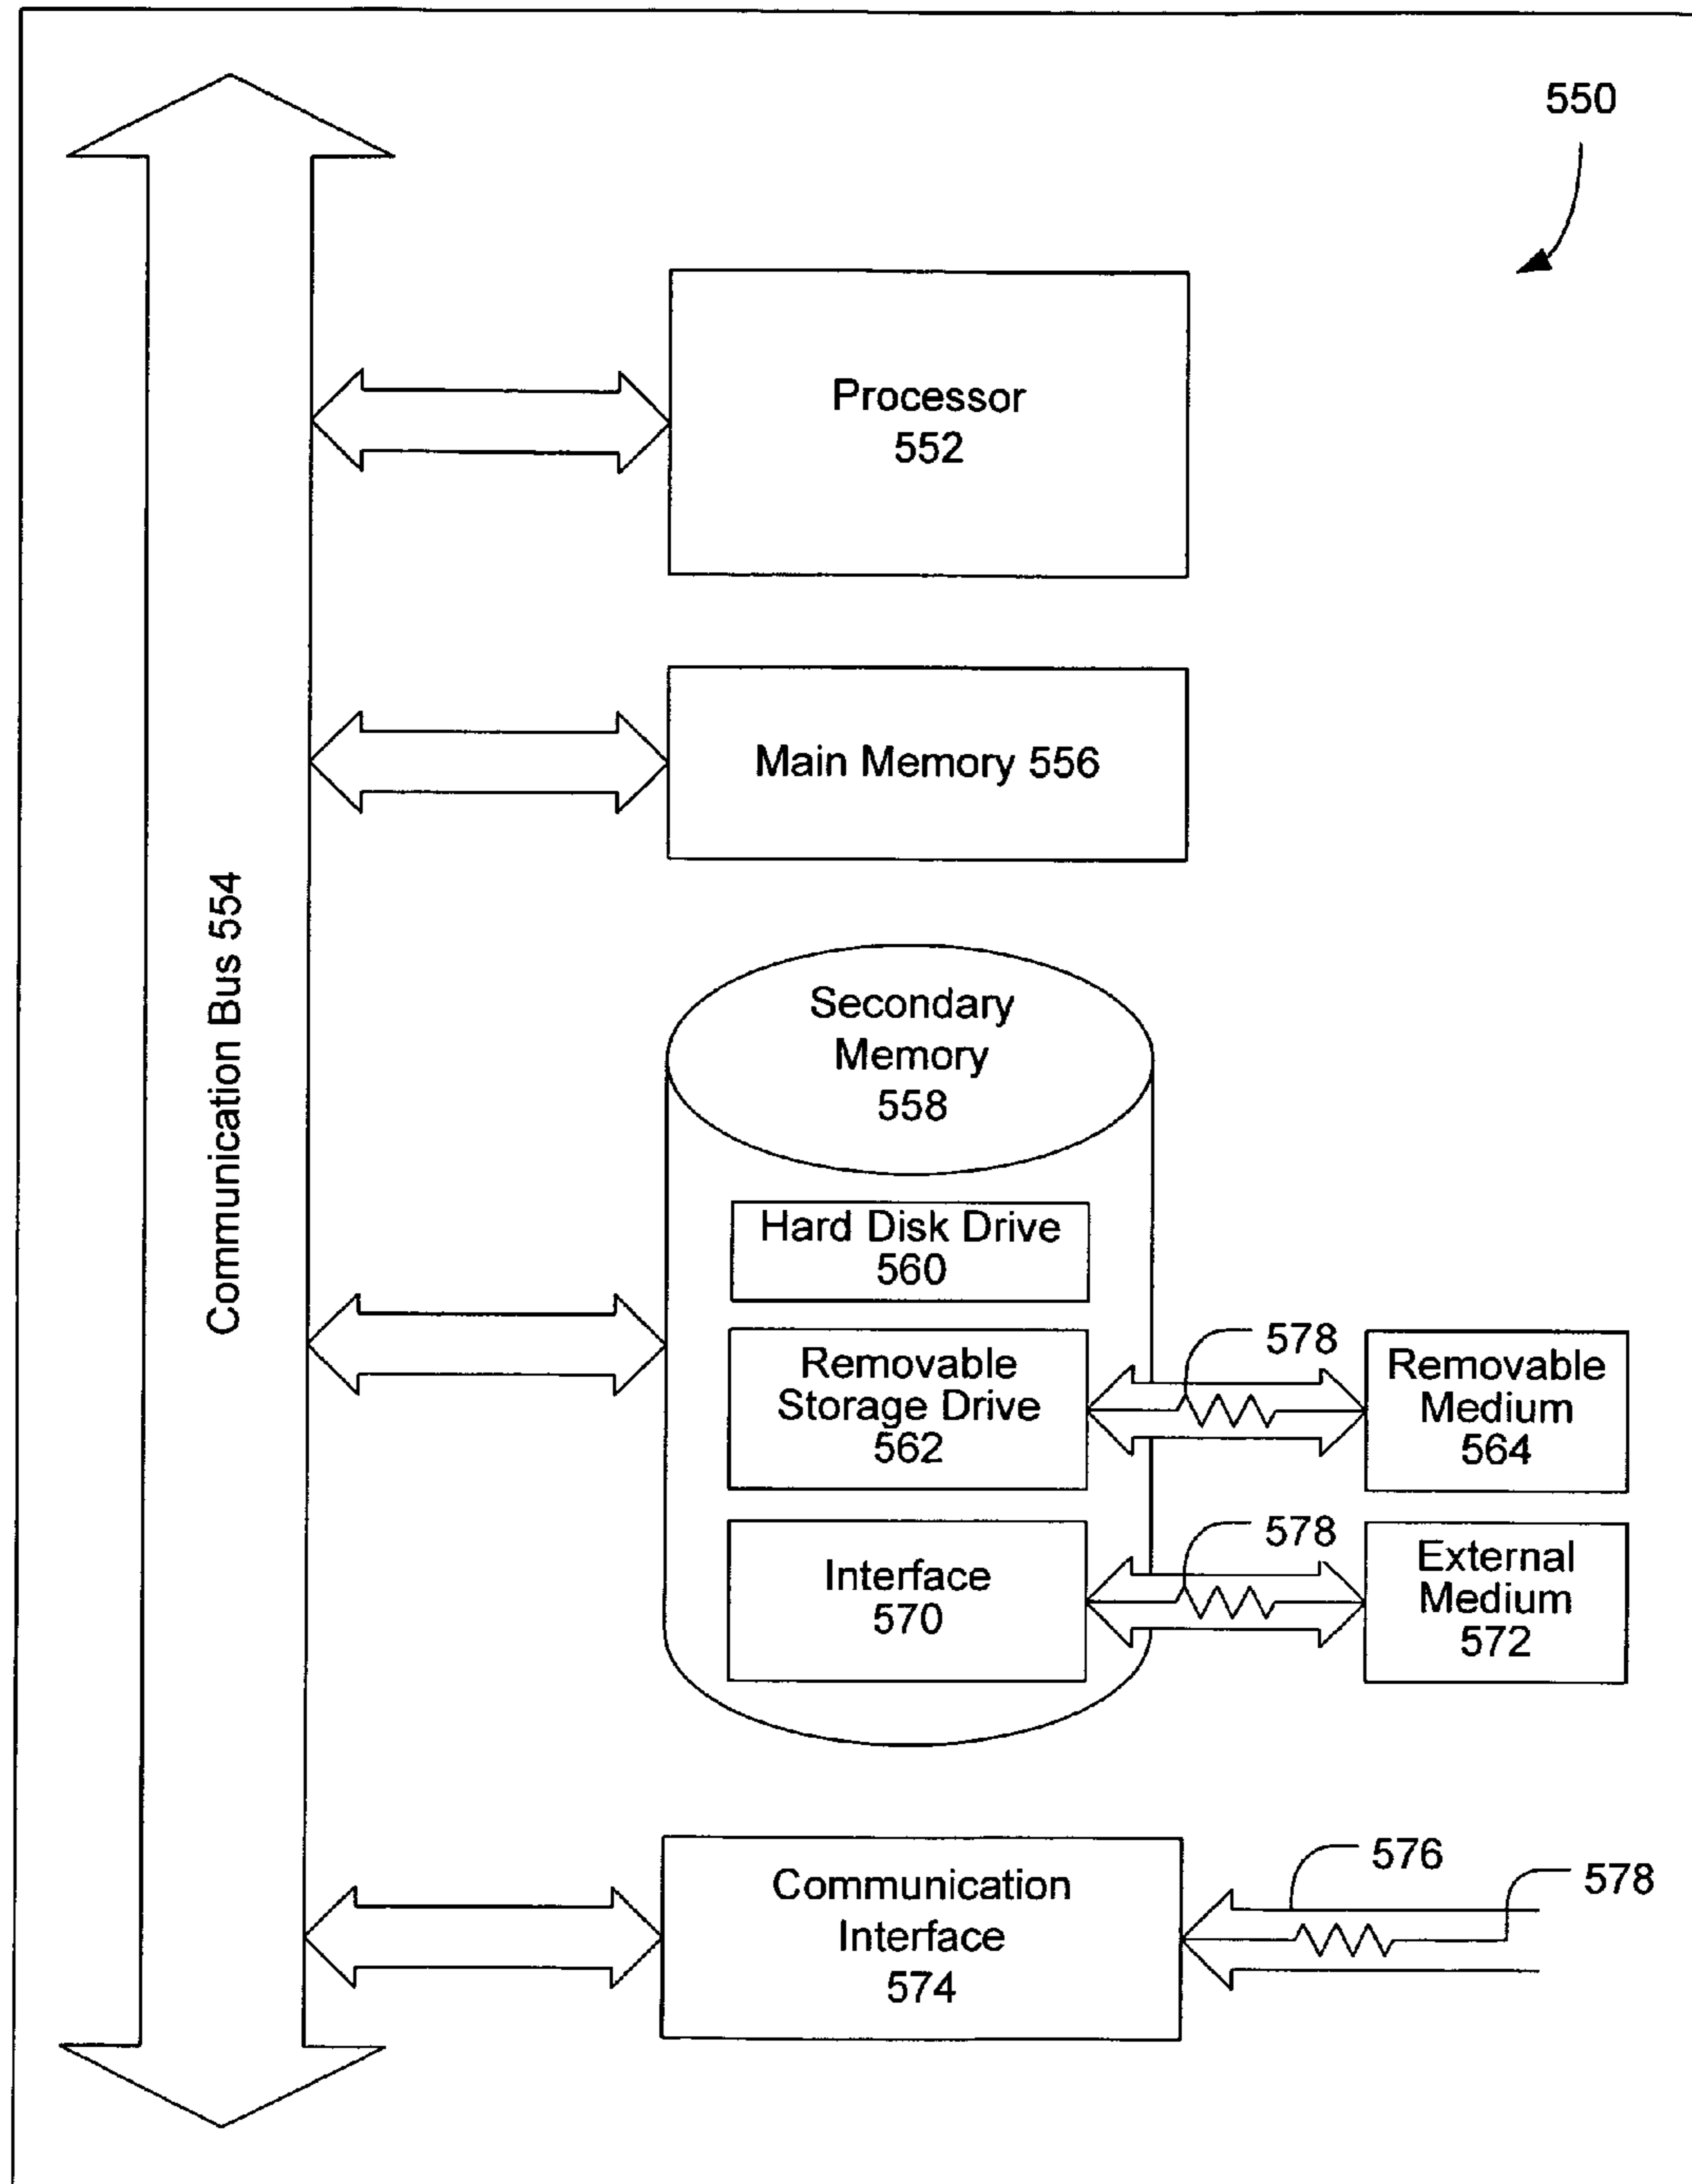 550
Processor
552
Main Memory 556
Communication Bus 554
Secondary
Memory
558
Hard Disk Drive
560
Removable
Storage Drive
562
578
Removable
Medium
564
Interface
570
578
External
Medium
572
Communication
Interface
574
576
578